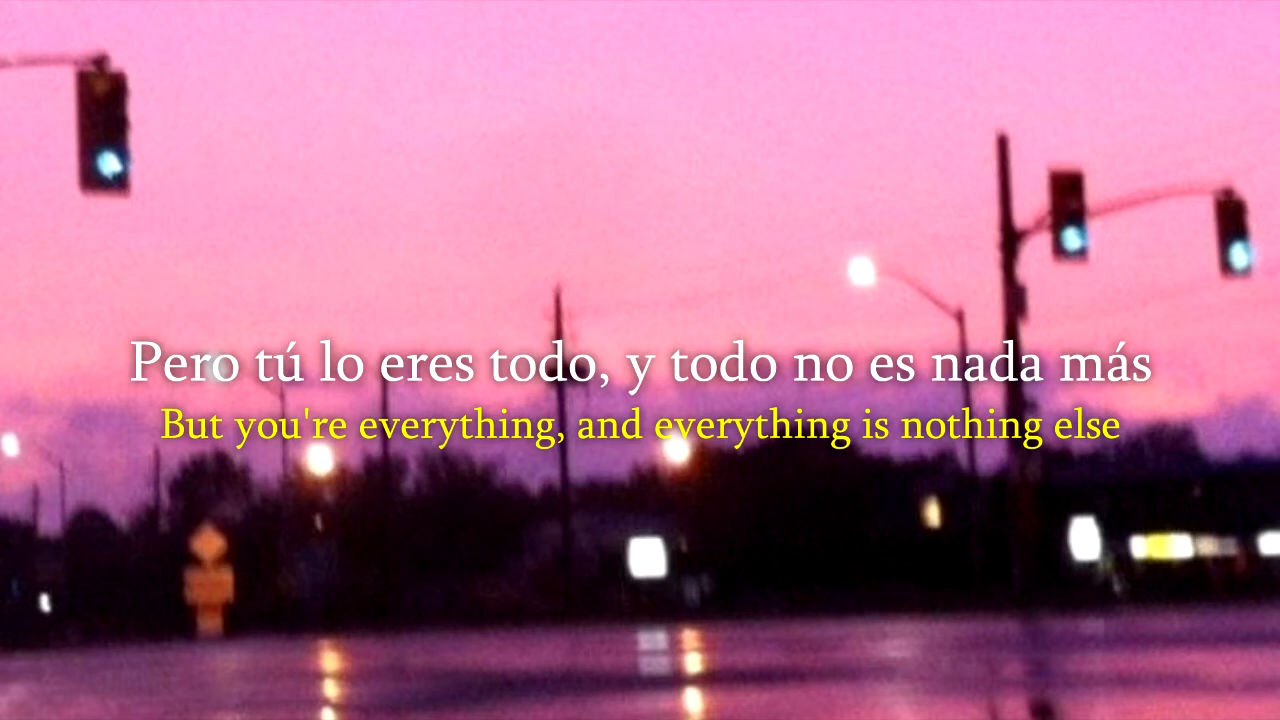 Pero tú lo eres todo, y todo no es nada más
But you're everything, and everything is nothing else